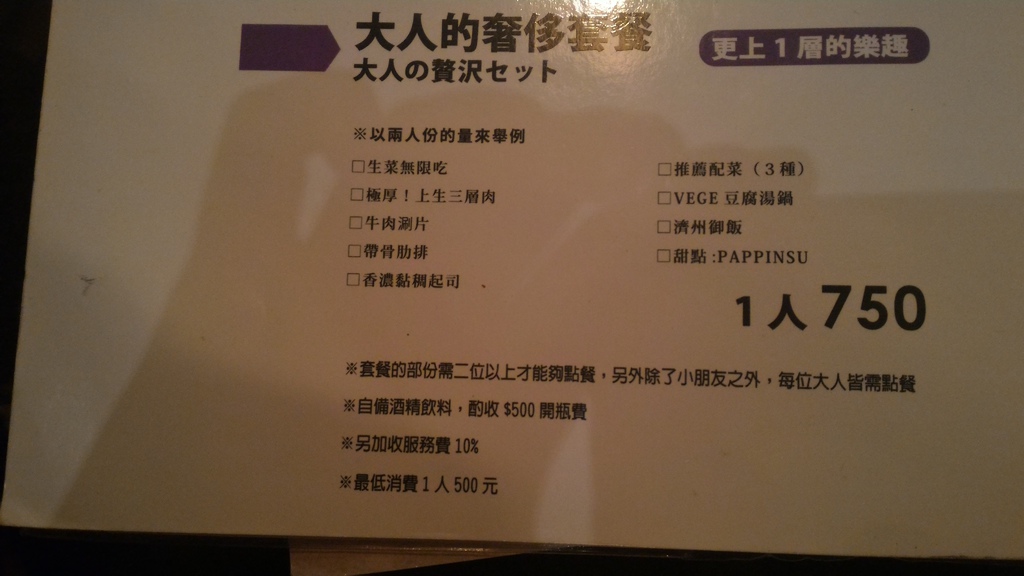 大人的奢侈套餐
更上1層的樂趣
大人の贅沢セット
※以兩人份的量來舉例
□生菜無限吃
□極厚！上生三層肉
□牛肉涮片
□帶骨肋排
□香濃黏稠起司
□推薦配菜（3種）
□VEGE 豆腐湯鍋
□濟州御飯
□甜點:PAPPINSU
1人750
※套餐的部份需二位以上才能夠點餐，另外除了小朋友之外，每位大人皆需點餐
※自備酒精飲料，酌收 $500 開瓶費
※另加收服務費 10%
※最低消費 1 人 500 元